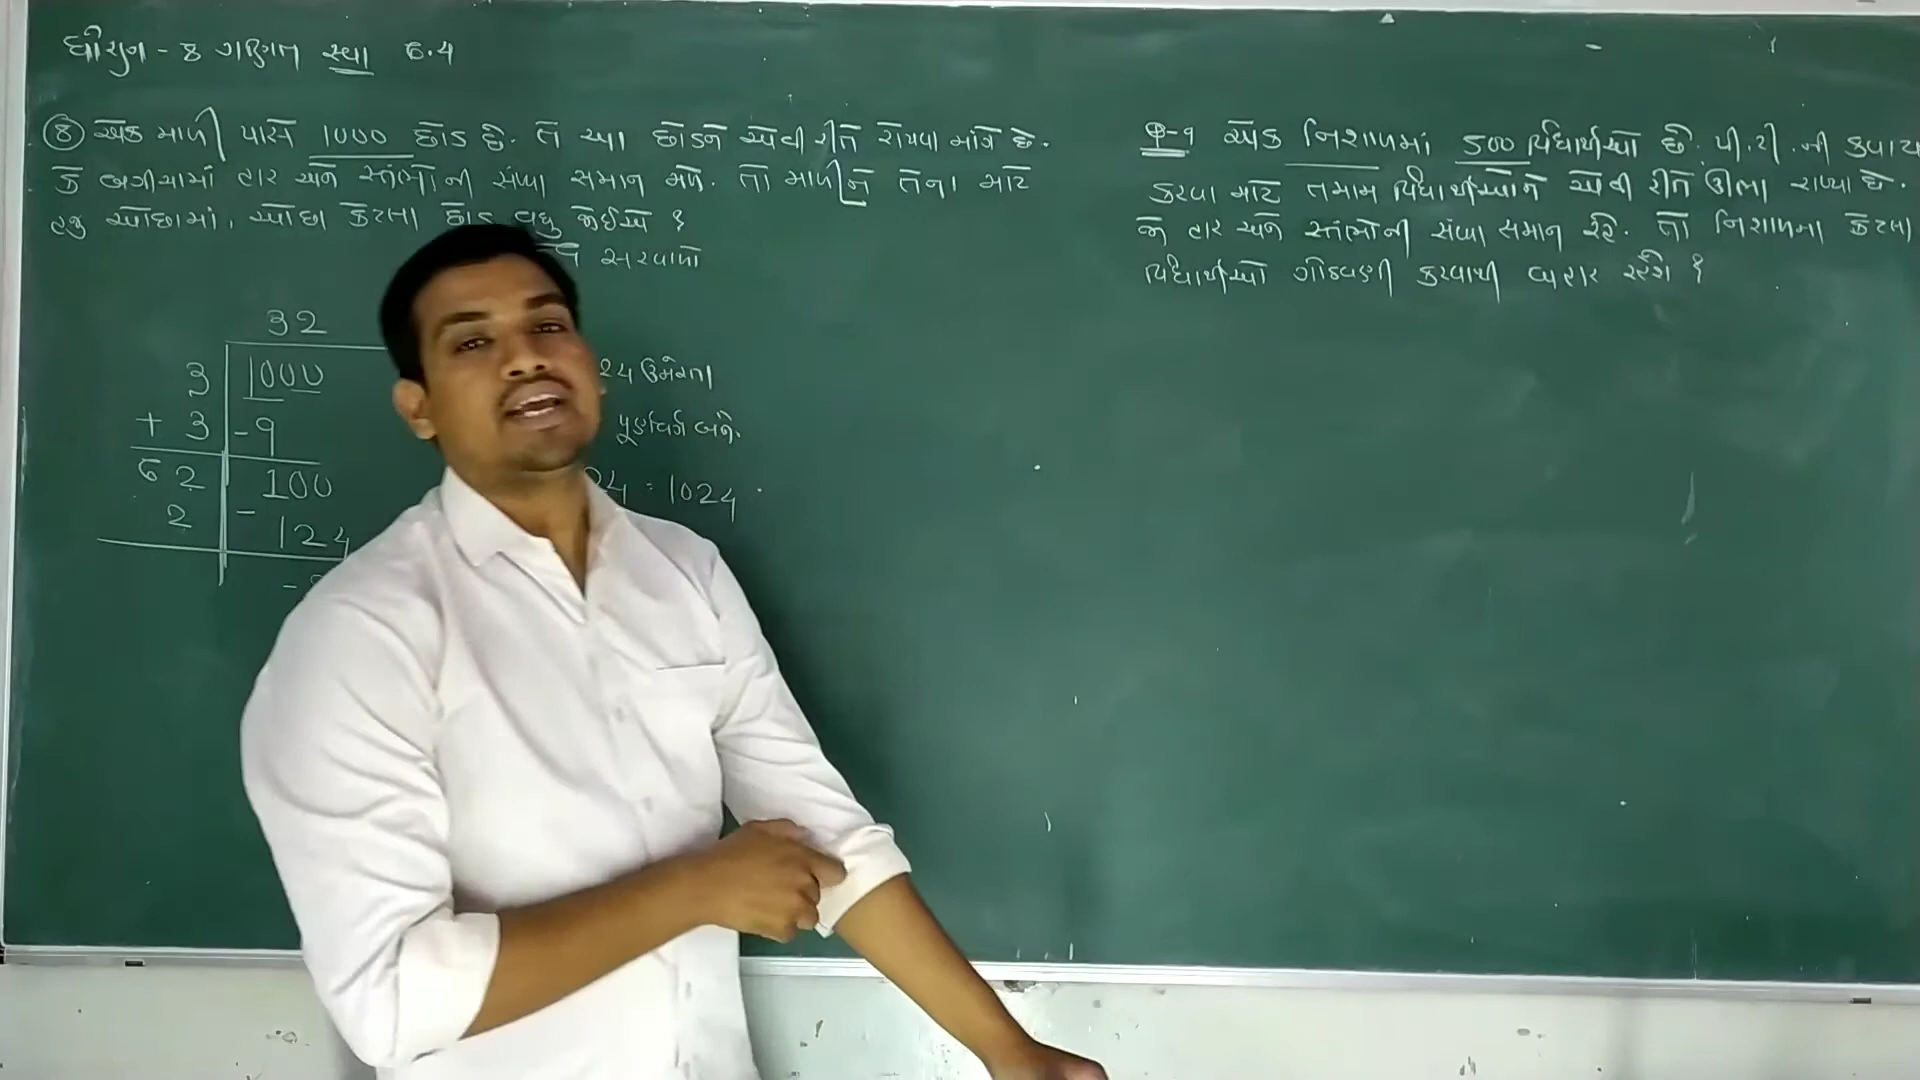 ધોરણ - 8 ગણિત સ્વા 6.4
8 એક માળી પાસે 1000 છોડ છે. તે આ છોડને એવી રીતે રોપવા માંગે છે.
કે બગીચામાં હાર અને સ્તંભોની સંખ્યા સમાન મળે. તો માળીને તેના માટે
હજુ ઓછામાં, ઓછા કેટલા છોડ વધુ જોઈએ ?
સરવાળો
32
3 1000
+ 3 - 9
62 100
2 - 124
24 ઉમેરતા
પૂર્ણવર્ગ બને.
24 = 1024
એક નિશાળમાં 500 વિદ્યાર્થીઓ છે. પી.ટી.ની કવાય
કરવા માટે તમામ વિદ્યાર્થીઓને એવી રીતે ઊભા રાખ્યા છે.
કે હાર અને સ્તંભોની સંખ્યા સમાન રહે. તો નિશાળના કેટલા
વિદ્યાર્થીઓ ગોઠવણી કરવાથી બહાર રહેશે ?